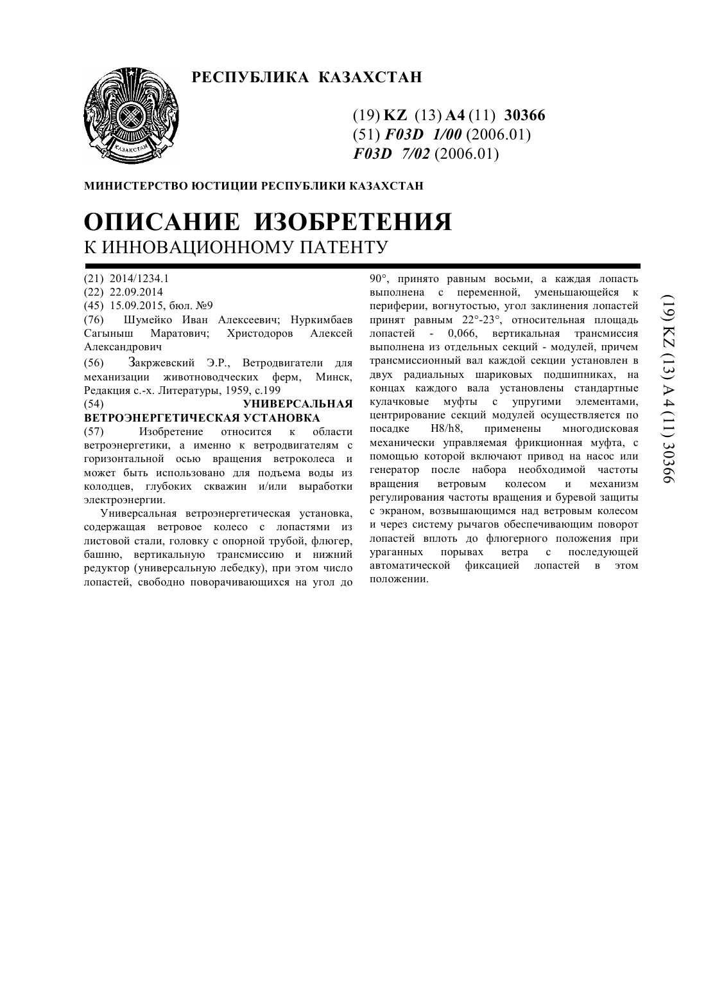 РЕСПУБЛИКА КАЗАХСТАН
КАЗАКСТАН
(19) KZ (13) A4 (11) 30366
(51) F03D 1/00 (2006.01)
F03D 7/02 (2006.01)
МИНИСТЕРСТВО ЮСТИЦИИ РЕСПУБЛИКИ КАЗАХСТАН
ОПИСАНИЕ ИЗОБРЕТЕНИЯ
К ИННОВАЦИОННОМУ ПАТЕНТУ
(21) 2014/1234.1
(22) 22.09.2014
(45) 15.09.2015, бюл. №9
(76) Шумейко Иван Алексеевич; Нуркимбаев
Сагыныш Маратович; Христодоров Алексей
Александрович
(56) Закржевский Э.Р., Ветродвигатели для
механизации животноводческих ферм, Минск,
Редакция с.-х. Литературы, 1959, с.199
(54) УНИВЕРСАЛЬНАЯ
ВЕТРОЭНЕРГЕТИЧЕСКАЯ УСТАНОВКА
(57) Изобретение относится к области
ветроэнергетики, а именно к ветродвигателям с
горизонтальной осью вращения ветроколеса и
может быть использовано для подъема воды из
колодцев, глубоких скважин и/или выработки
электроэнергии.
Универсальная ветроэнергетическая установка,
содержащая ветровое колесо с лопастями из
листовой стали, головку с опорной трубой, флюгер,
башню, вертикальную трансмиссию и нижний
редуктор (универсальную лебедку), при этом число
лопастей, свободно поворачивающихся на угол до
90°, принято равным восьми, а каждая лопасть
выполнена с переменной, уменьшающейся к
периферии, вогнутостью, угол заклинения лопастей
принят равным 22°-23°, относительная площадь
лопастей - 0,066, вертикальная трансмиссия
выполнена из отдельных секций - модулей, причем
трансмиссионный вал каждой секции установлен в
двух радиальных шариковых подшипниках, на
концах каждого вала установлены стандартные
кулачковые муфты с упругими элементами,
центрирование секций модулей осуществляется по
посадке H8/h8, применены многодисковая
механически управляемая фрикционная муфта, с
помощью которой включают привод на насос или
генератор после набора необходимой частоты
вращения ветровым колесом и механизм
регулирования частоты вращения и буревой защиты
с экраном, возвышающимся над ветровым колесом
и через систему рычагов обеспечивающим поворот
лопастей вплоть до флюгерного положения при
ураганных порывах ветра с последующей
автоматической фиксацией лопастей в этом
положении.
(19) KZ (13) A 4 (11) 30366